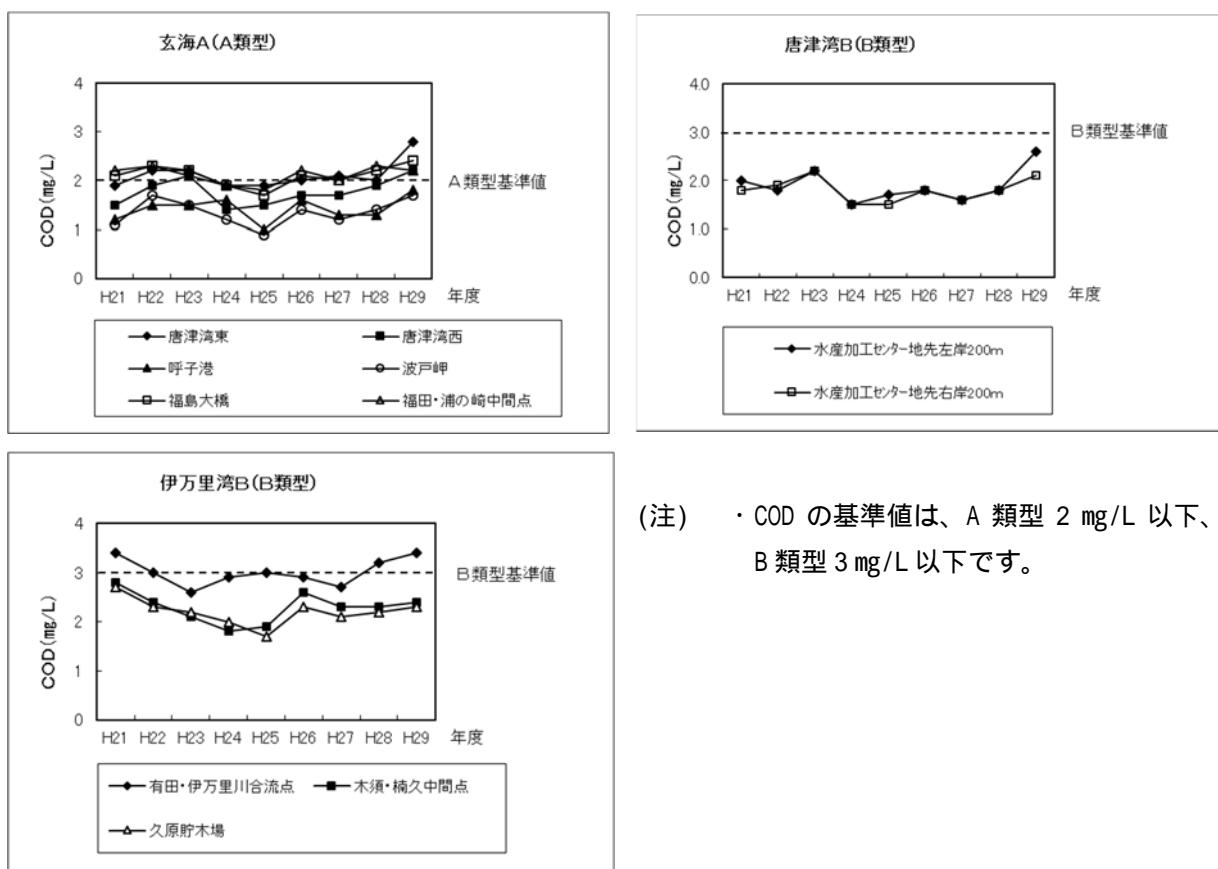 玄海A(A類型)
COD(㎎/L)
4
3
2
1
0
A類型基準値
H21 H22 H23 H24 H25 H26 H27 H28 H29 年度
唐津湾東 唐津湾西
呼子港 波戸岬
福島大橋 福田・浦の崎中間点
唐津湾B(B類型)
COD(㎎/L)
4.0
3.0
2.0
1.0
0.0
B類型基準値
H21 H22 H23 H24 H25 H26 H27 H28 H29 年度
水産加工センター地先左岸200m
水産加工センター地先右岸200m
伊万里湾B(B類型)
COD(㎎/L)
4
3
2
1
0
B類型基準値
H21 H22 H23 H24 H25 H26 H27 H28 H29 年度
有田・伊万里川合流点 木須・楠久中間点
久原貯木場
(注) ・COD の基準値は、A 類型 2 ㎎/L 以下、
B 類型 3 ㎎/L 以下です。